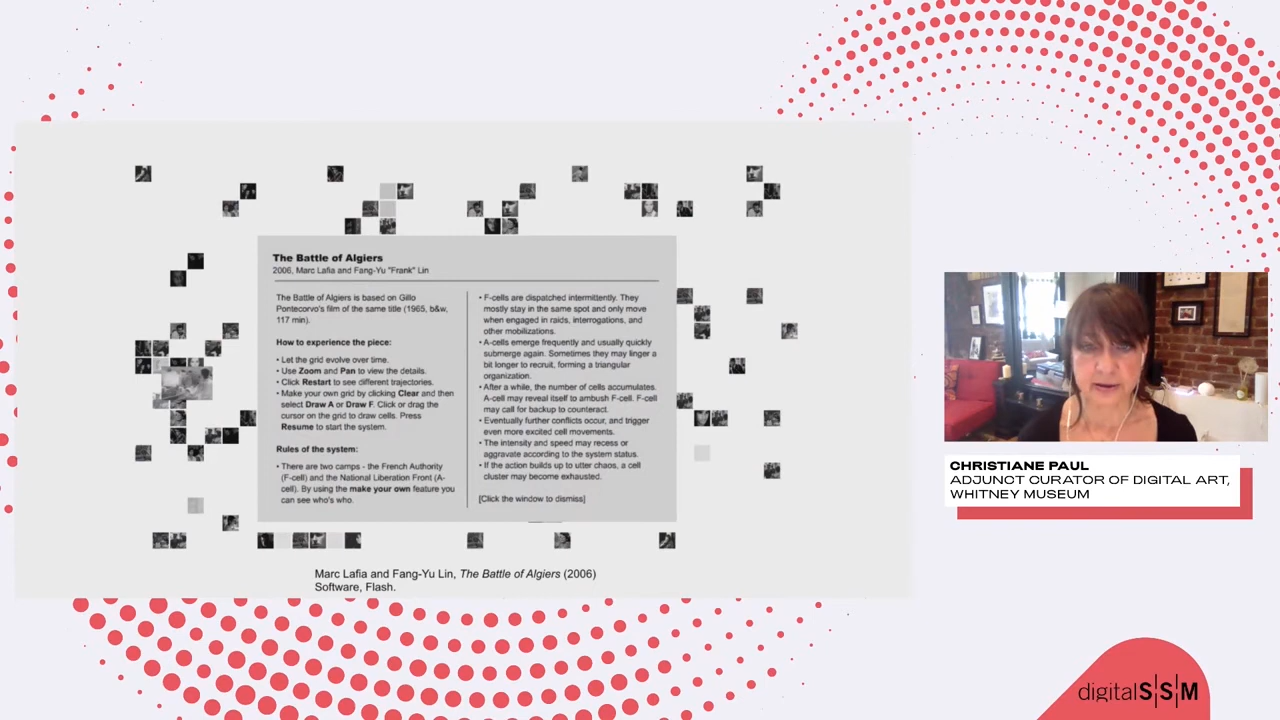 The Battle of Algiers
2006, Marc Lafia and Fang-Yu "Frank" Lin
The Battle of Algiers is based on Gillo
Pontecorvo's film of the same title (1965, b&w,
117 min).
How to experience the piece:
• Let the grid evolve over time.
• Use Zoom and Pan to view the details.
• Click Restart to see different trajectories.
• Make your own grid by clicking Clear and then
select Draw A or Draw F. Click or drag the
cursor on the grid to draw cells. Press
Resume to start the system.
Rules of the system:
• There are two camps - the French Authority
(F-cell) and the National Liberation Front (A-
cell). By using the make your own feature you
can see who's who.
• F-cells are dispatched intermittently. They
mostly stay in the same spot and only move
when engaged in raids, interrogations, and
other mobilizations.
• A-cells emerge frequently and usually quickly
submerge again. Sometimes they may linger a
bit longer to recruit, forming a triangular
organization.
• After a while, the number of cells accumulates.
A-cell may reveal itself to ambush F-cell. F-cell
may call for backup to counteract.
• Eventually further conflicts occur, and trigger
even more excited cell movements.
• The intensity and speed may recess or
aggravate according to the system status.
• If the action builds up to utter chaos, a cell
cluster may become exhausted.
[Click the window to dismiss]
Marc Lafia and Fang-Yu Lin, The Battle of Algiers (2006)
Software, Flash.
CHRISTIANE PAUL
ADJUNCT CURATOR OF DIGITAL ART,
WHITNEY MUSEUM
digitalS|S|M